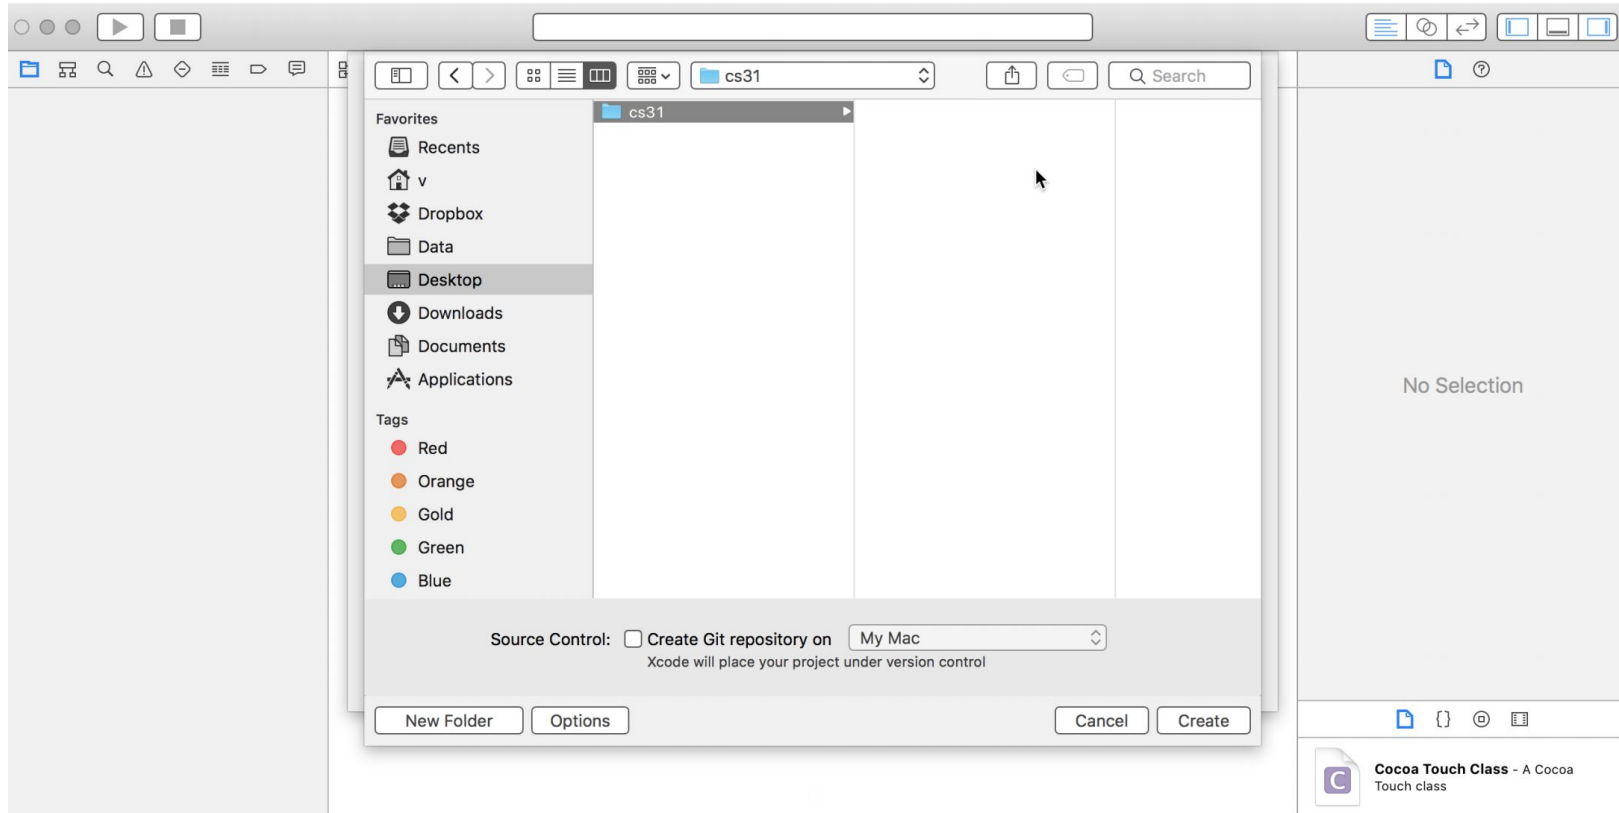 cs31
Search
Favorites
Recents
v
Dropbox
Data
Desktop
Downloads
Documents
Applications
Tags
Red
Orange
Gold
Green
Blue
cs31
No Selection
Source Control: Create Git repository on My Mac
Xcode will place your project under version control
New Folder Options Cancel Create
C
Cocoa Touch Class - A Cocoa
Touch class